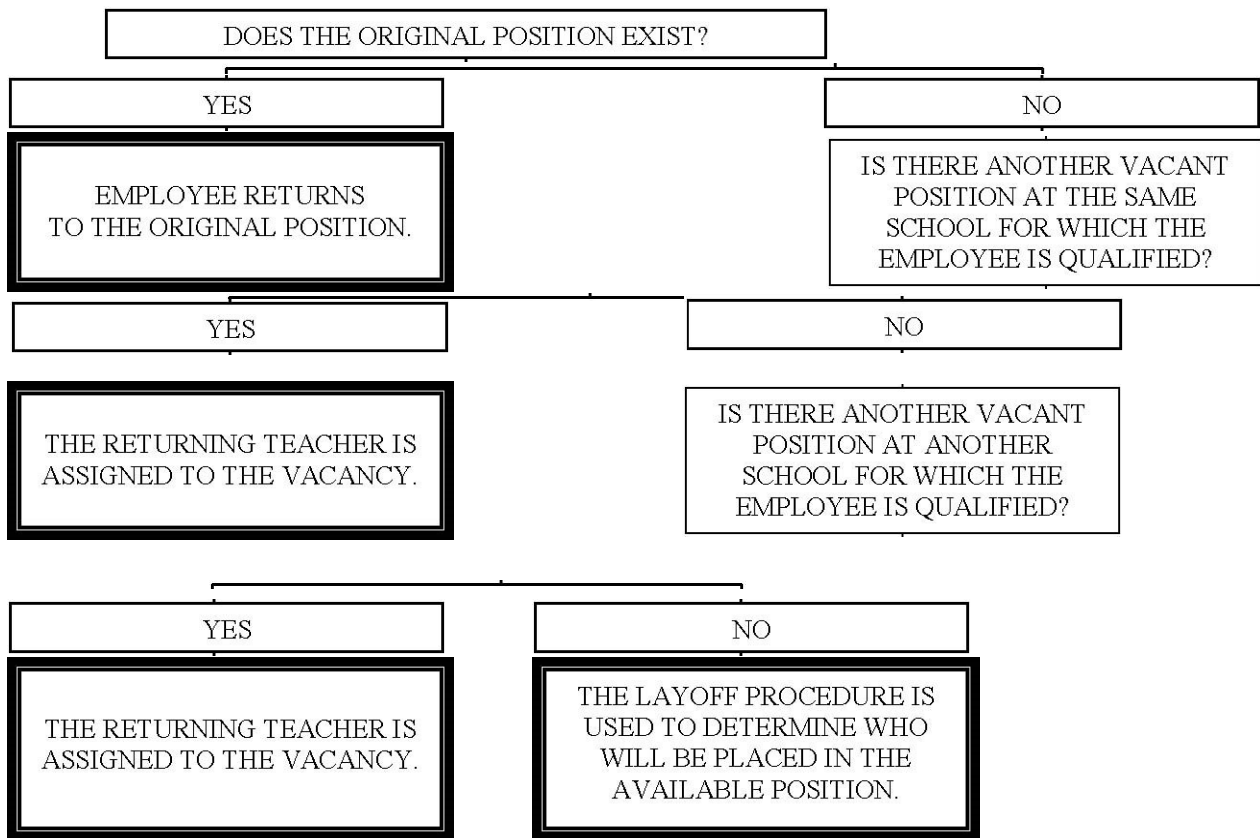 DOES THE ORIGINAL POSITION EXIST?
YES
NO
EMPLOYEE RETURNS
TO THE ORIGINAL POSITION.
IS THERE ANOTHER VACANT
POSITION AT THE SAME
SCHOOL FOR WHICH THE
EMPLOYEE IS QUALIFIED?
YES
NO
THE RETURNING TEACHER IS
ASSIGNED TO THE VACANCY.
IS THERE ANOTHER VACANT
POSITION AT ANOTHER
SCHOOL FOR WHICH THE
EMPLOYEE IS QUALIFIED?
YES
NO
THE RETURNING TEACHER IS
ASSIGNED TO THE VACANCY.
THE LAYOFF PROCEDURE IS
USED TO DETERMINE WHO
WILL BE PLACED IN THE
AVAILABLE POSITION.